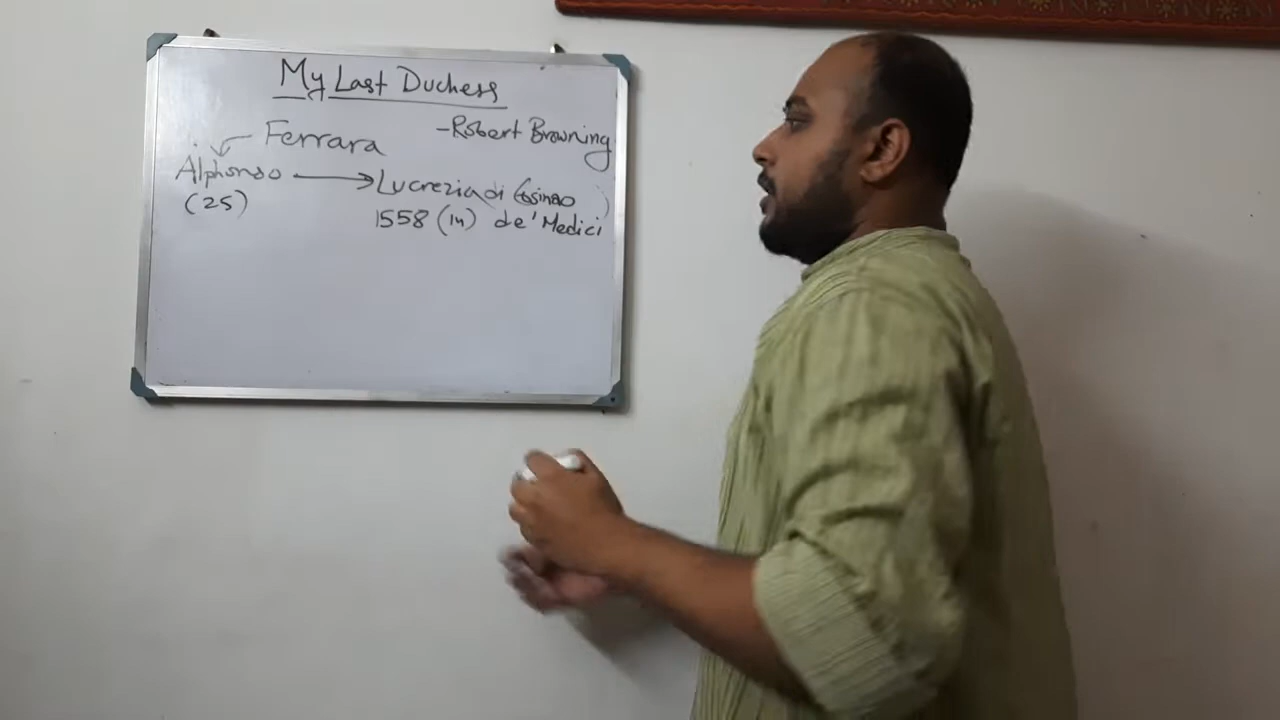 My Last Duchess
-Robert Browning
Ferrara
Alphonso → Lucrezia di Cosimo
(25) 1558 (14) de' Medici